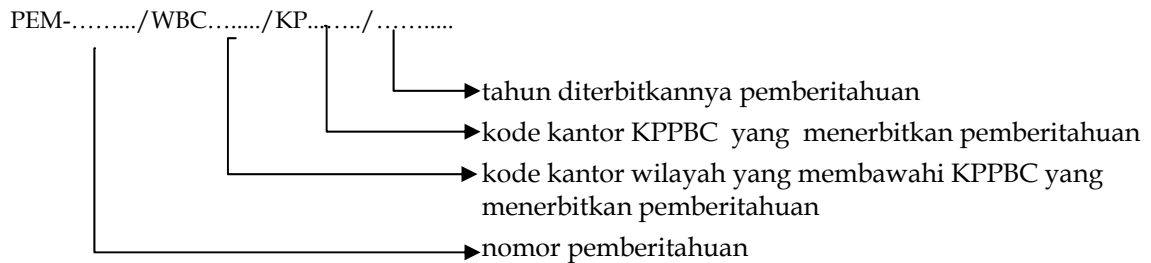 PEM-……../WBC…...../KP...…../…….....
tahun diterbitkannya pemberitahuan
kode kantor KPPBC yang menerbitkan pemberitahuan
kode kantor wilayah yang membawahi KPPBC yang
menerbitkan pemberitahuan
nomor pemberitahuan